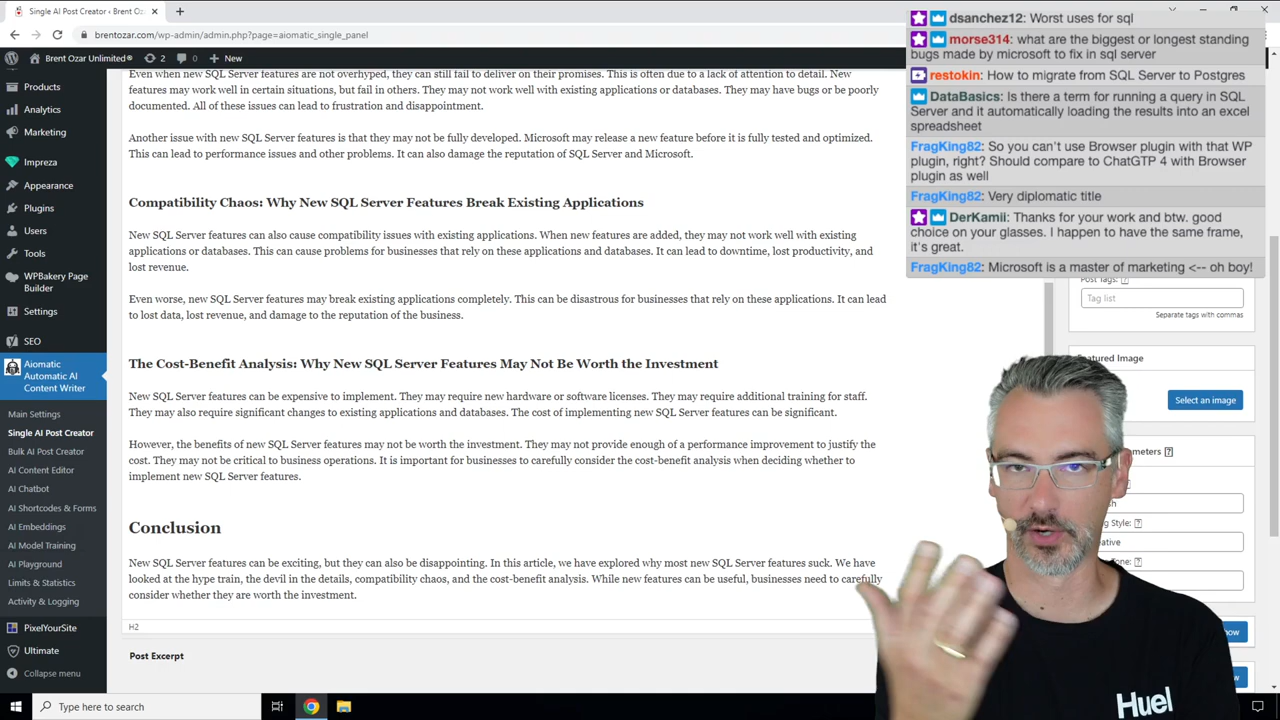 Single AI Post Creator ‹ Brent Oz
brentozar.com/wp-admin/admin.php?page=aiomatic_single_panel
Brent Ozar Unlimited®
2
0
New
Products
Analytics
Marketing
Impreza
Appearance
Plugins
Users
Tools
WPBakery Page
Builder
Settings
SEO
Aiomatic
Automatic AI
Content Writer
Main Settings
Single AI Post Creator
Bulk AI Post Creator
AI Content Editor
AI Chatbot
AI Shortcodes & Forms
AI Embeddings
AI Model Training
AI Playground
Limits & Statistics
Activity & Logging
PixelYourSite
Ultimate
Collapse menu
Even when new SQL Server features are not overhyped, they can still fail to deliver on their promises. This is often due to a lack of attention to detail. New
features may work well in certain situations, but fail in others. They may not work well with existing applications or databases. They may have bugs or be poorly
documented. All of these issues can lead to frustration and disappointment.
Another issue with new SQL Server features is that they may not be fully developed. Microsoft may release a new feature before it is fully tested and optimized.
This can lead to performance issues and other problems. It can also damage the reputation of SQL Server and Microsoft.
Compatibility Chaos: Why New SQL Server Features Break Existing Applications
New SQL Server features can also cause compatibility issues with existing applications. When new features are added, they may not work well with existing
applications or databases. This can cause problems for businesses that rely on these applications and databases. It can lead to downtime, lost productivity, and
lost revenue.
Even worse, new SQL Server features may break existing applications completely. This can be disastrous for businesses that rely on these applications. It can lead
to lost data, lost revenue, and damage to the reputation of the business.
The Cost-Benefit Analysis: Why New SQL Server Features May Not Be Worth the Investment
New SQL Server features can be expensive to implement. They may require new hardware or software licenses. They may require additional training for staff.
They may also require significant changes to existing applications and databases. The cost of implementing new SQL Server features can be significant.
However, the benefits of new SQL Server features may not be worth the investment. They may not provide enough of a performance improvement to justify the
cost. They may not be critical to business operations. It is important for businesses to carefully consider the cost-benefit analysis when deciding whether to
implement new SQL Server features.
Conclusion
New SQL Server features can be exciting, but they can also be disappointing. In this article, we have explored why most new SQL Server features suck. We have
looked at the hype train, the devil in the details, compatibility chaos, and the cost-benefit analysis. While new features can be useful, businesses need to carefully
consider whether they are worth the investment.
H2
Post Excerpt
dsanchez12: Worst uses for sql
morse314: what are the biggest or longest standing
bugs made by microsoft to fix in sql server
restokin: How to migrate from SQL Server to Postgres
DataBasics: Is there a term for running a query in SQL
Server and it automatically loading the results into an excel
spreadsheet
FragKing82: So you can't use Browser plugin with that WP
plugin, right? Should compare to ChatGTP 4 with Browser
plugin as well
FragKing82: Very diplomatic title
DerKamii: Thanks for your work and btw. good
choice on your glasses. I happen to have the same frame,
it's great.
FragKing82: Microsoft is a master of marketing <-- oh boy!
Post Tags:
Tag list
Separate tags with commas
Featured Image
Select an image
Huel
Type here to search